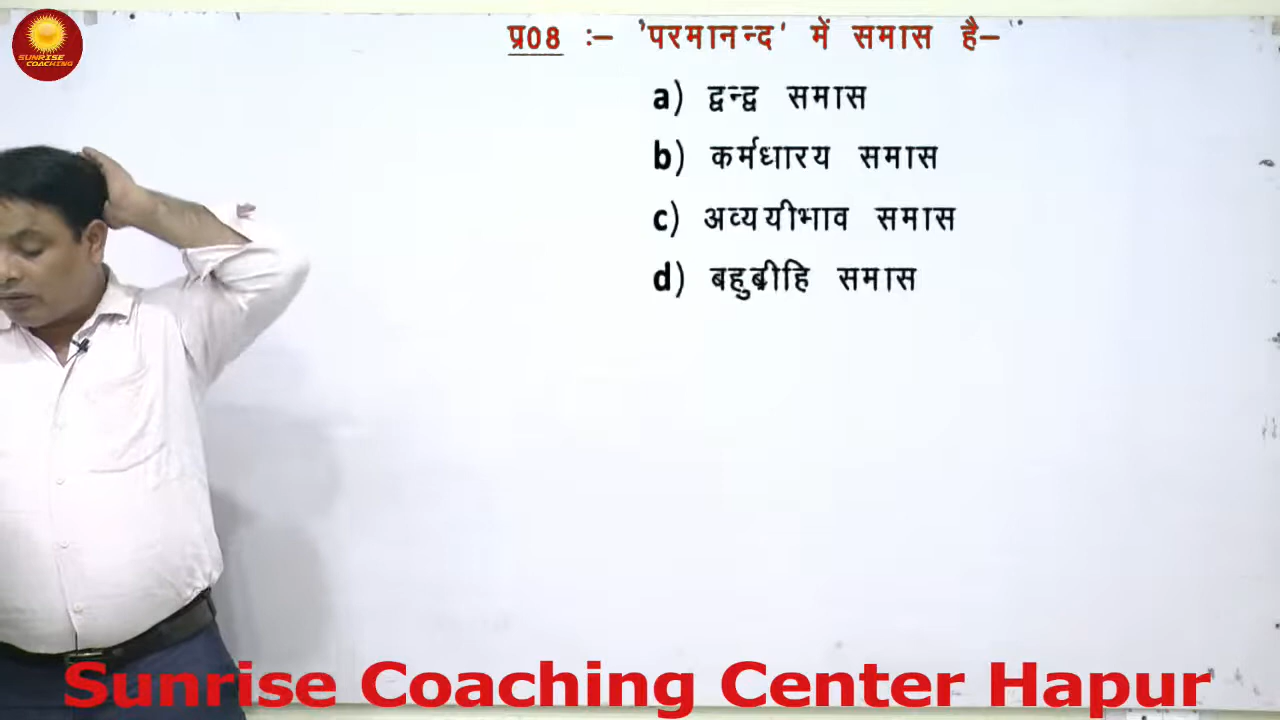 SUNRISE
COACHING
प्र08 :– 'परमानन्द' में समास है–
a) द्वन्द्व समास
b) कर्मधारय समास
c) अव्ययीभाव समास
d) बहुब्रीहि समास
Sunrise Coaching Center Hapur